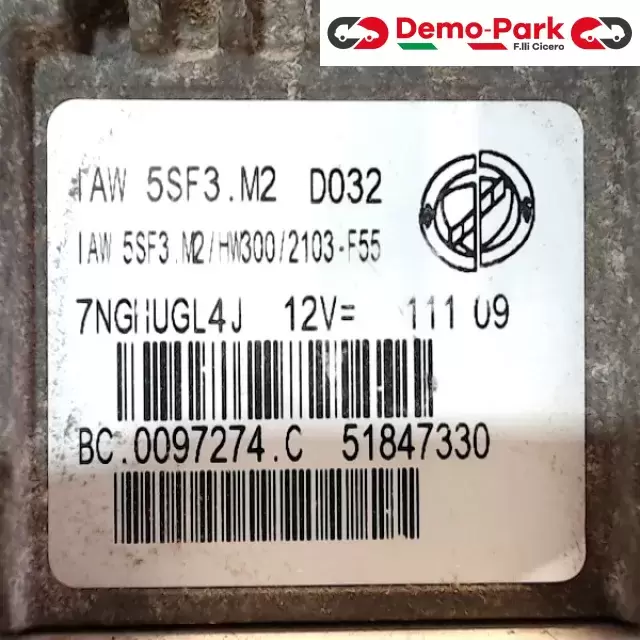 Demo-Park
F.lli Cicero
IAW 5SF3.M2 D032
IAW 5SF3.M2/HW300/2103-F55
7NGHUGL4J 12V= 111 09
BC.0097274.C 51847330